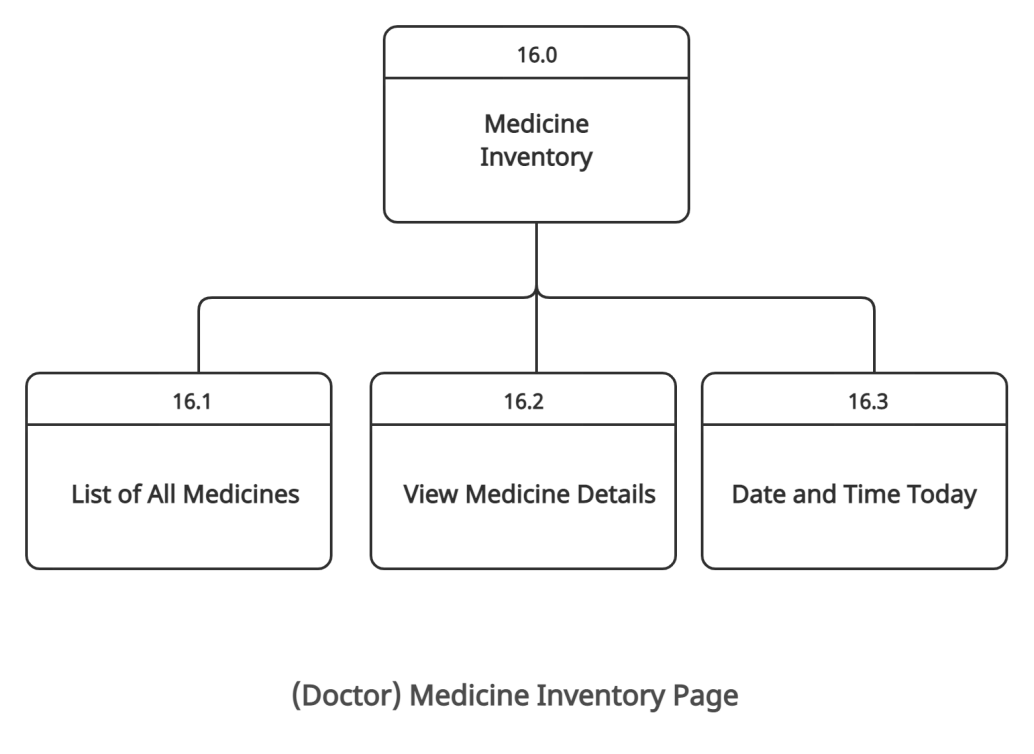 16.0
Medicine
Inventory
16.1
16.2
16.3
List of All Medicines
View Medicine Details
Date and Time Today
(Doctor) Medicine Inventory Page